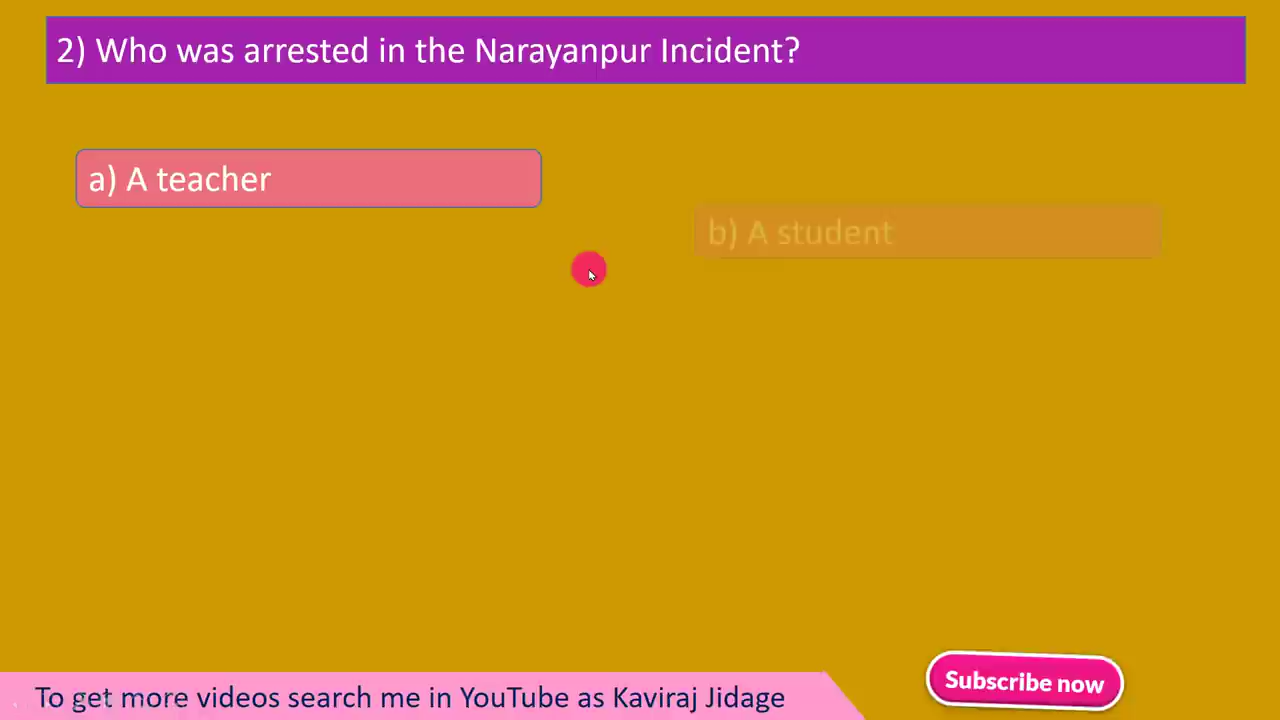 2) Who was arrested in the Narayanpur Incident?
a) A teacher
b) A student
To get more videos search me in YouTube as Kaviraj Jidage
Subscribe now